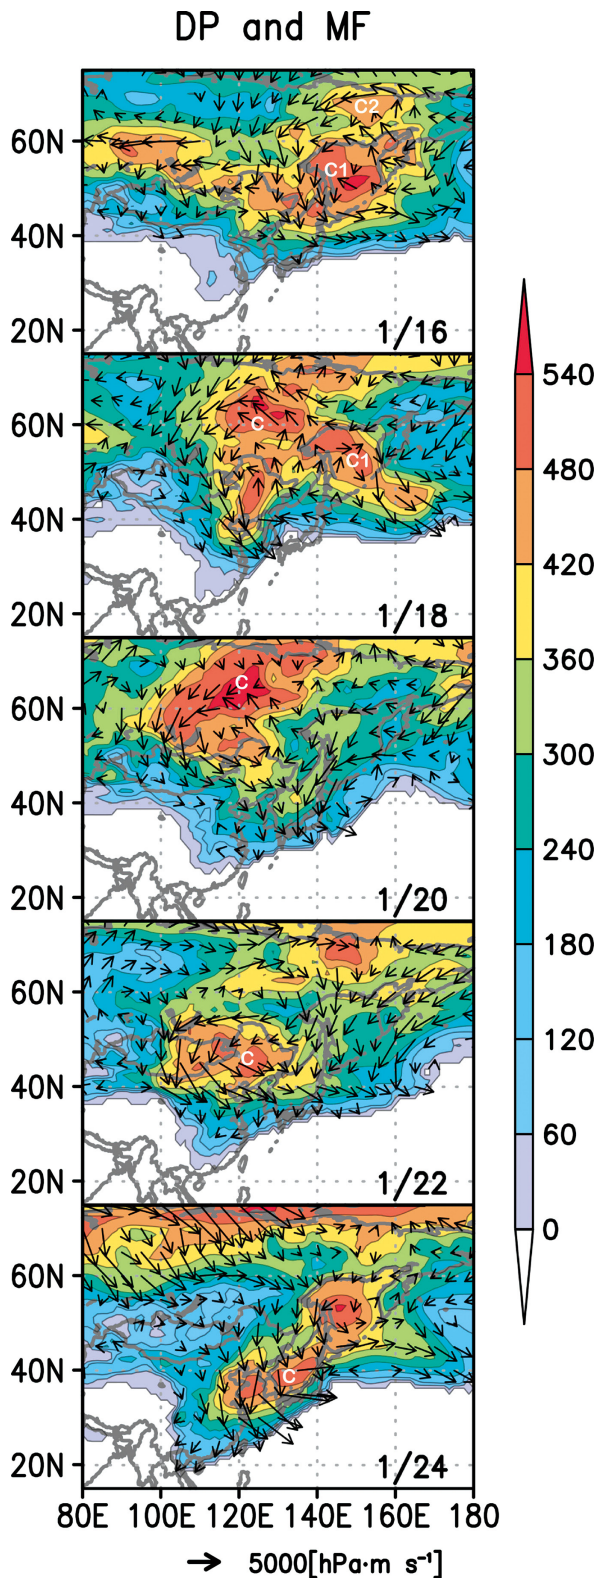 DP and MF
60N
40N
20N
C2
C1
1/16
60N
40N
20N
C
C1
1/18
60N
40N
20N
C
1/20
60N
40N
20N
C
1/22
60N
40N
20N
C
1/24
80E 100E 120E 140E 160E 180
5000[hPa·m s⁻¹]
540
480
420
360
300
240
180
120
60
0